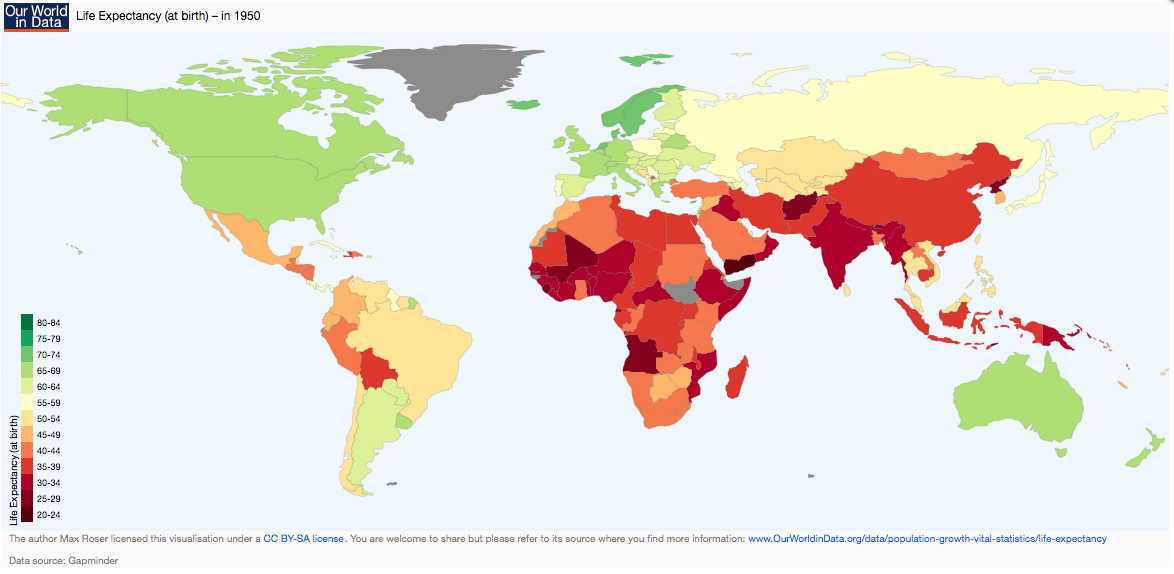 Our World
in Data
Life Expectancy (at birth) – in 1950
Life Expectancy (at birth)
80-84
75-79
70-74
65-69
60-64
55-59
50-54
45-49
40-44
35-39
30-34
25-29
20-24
The author Max Roser licensed this visualisation under a CC BY-SA license. You are welcome to share but please refer to its source where you find more information: www.OurWorldinData.org/data/population-growth-vital-statistics/life-expectancy
Data source: Gapminder